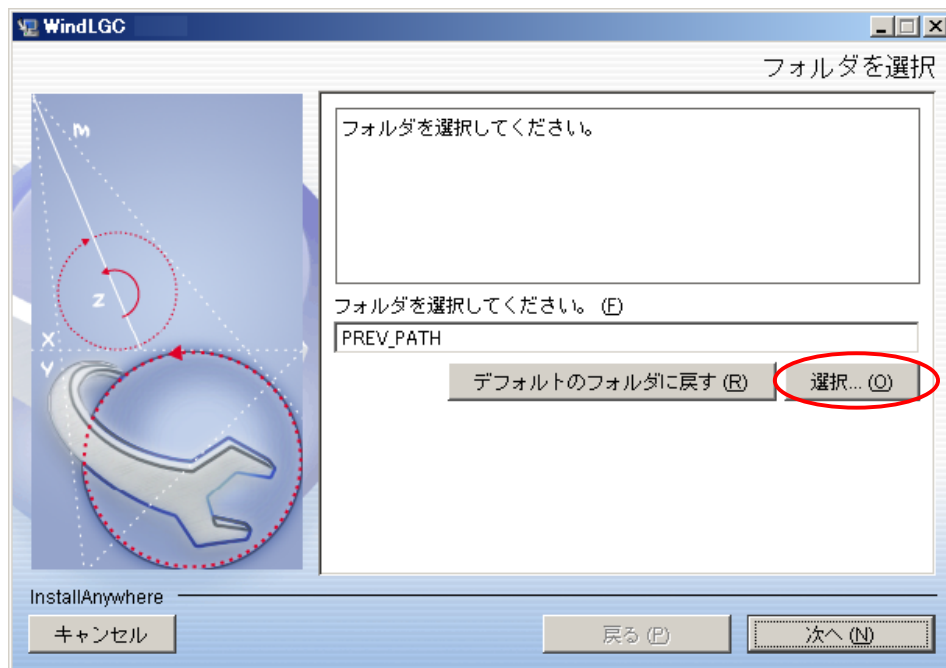 WindLGC
フォルダを選択
M
フォルダを選択してください。
Z
フォルダを選択してください。 (F)
X
PREV_PATH
Y
デフォルトのフォルダに戻す (R)
選択... (O)
InstallAnywhere
キャンセル
戻る (P)
次へ (N)